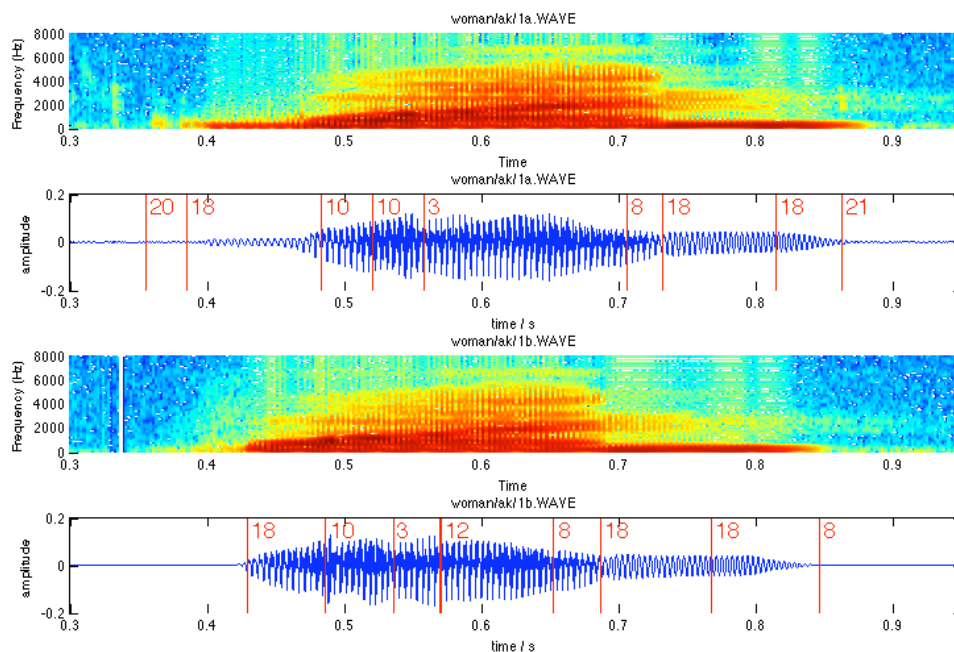 woman/ak/1a.WAVE
Frequency (Hz)
8000
6000
4000
2000
0
0.3 0.4 0.5 0.6 0.7 0.8 0.9
Time
woman/ak/1a.WAVE
amplitude
0.2
0
-0.2
20 18 10 10 3 8 18 18 21
0.3 0.4 0.5 0.6 0.7 0.8 0.9
time / s
woman/ak/1b.WAVE
Frequency (Hz)
8000
6000
4000
2000
0
0.3 0.4 0.5 0.6 0.7 0.8 0.9
Time
woman/ak/1b.WAVE
amplitude
0.2
0
-0.2
18 10 3 12 8 18 18 8
0.3 0.4 0.5 0.6 0.7 0.8 0.9
time / s